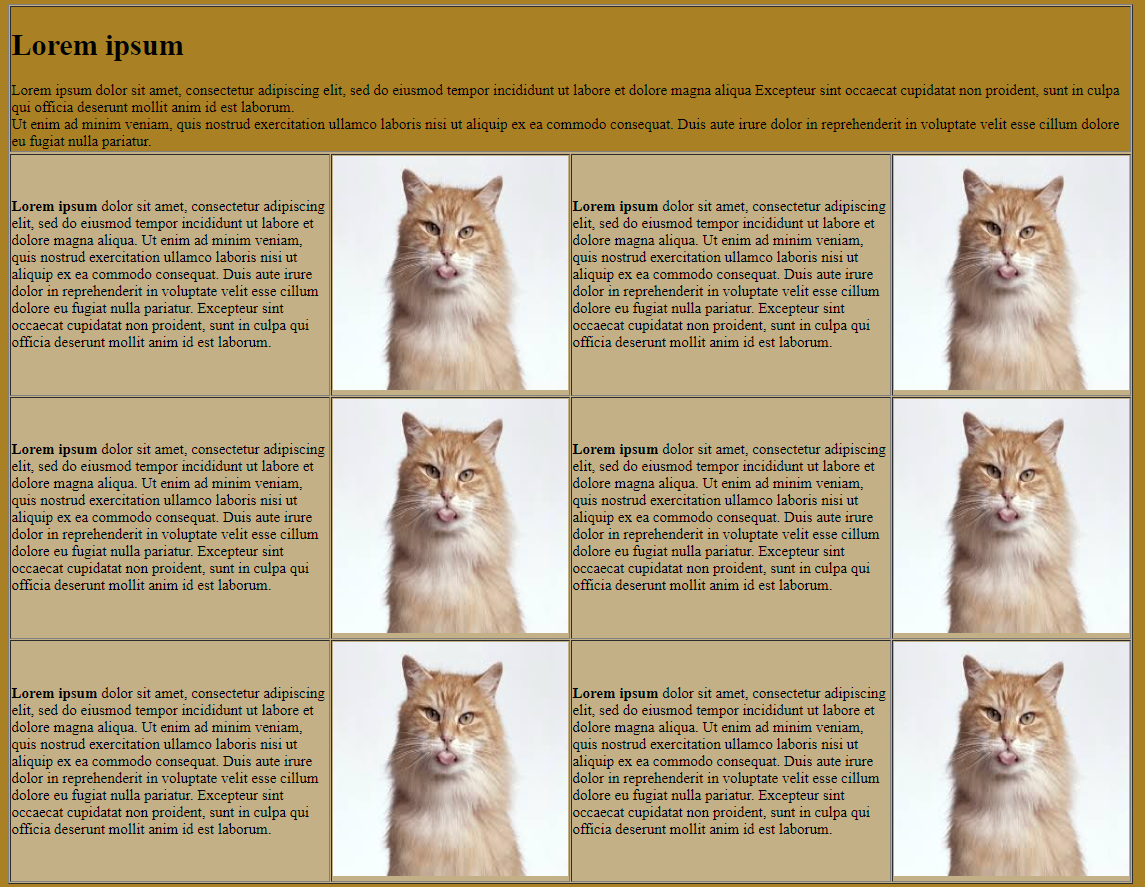 Lorem ipsum
Lorem ipsum dolor sit amet, consectetur adipiscing elit, sed do eiusmod tempor incididunt ut labore et dolore magna aliqua Excepteur sint occaecat cupidatat non proident, sunt in culpa
qui officia deserunt mollit anim id est laborum.
Ut enim ad minim veniam, quis nostrud exercitation ullamco laboris nisi ut aliquip ex ea commodo consequat. Duis aute irure dolor in reprehenderit in voluptate velit esse cillum dolore
eu fugiat nulla pariatur.
Lorem ipsum dolor sit amet, consectetur adipiscing
elit, sed do eiusmod tempor incididunt ut labore et
dolore magna aliqua. Ut enim ad minim veniam,
quis nostrud exercitation ullamco laboris nisi ut
aliquip ex ea commodo consequat. Duis aute irure
dolor in reprehenderit in voluptate velit esse cillum
dolore eu fugiat nulla pariatur. Excepteur sint
occaecat cupidatat non proident, sunt in culpa qui
officia deserunt mollit anim id est laborum.
Lorem ipsum dolor sit amet, consectetur adipiscing
elit, sed do eiusmod tempor incididunt ut labore et
dolore magna aliqua. Ut enim ad minim veniam,
quis nostrud exercitation ullamco laboris nisi ut
aliquip ex ea commodo consequat. Duis aute irure
dolor in reprehenderit in voluptate velit esse cillum
dolore eu fugiat nulla pariatur. Excepteur sint
occaecat cupidatat non proident, sunt in culpa qui
officia deserunt mollit anim id est laborum.
Lorem ipsum dolor sit amet, consectetur adipiscing
elit, sed do eiusmod tempor incididunt ut labore et
dolore magna aliqua. Ut enim ad minim veniam,
quis nostrud exercitation ullamco laboris nisi ut
aliquip ex ea commodo consequat. Duis aute irure
dolor in reprehenderit in voluptate velit esse cillum
dolore eu fugiat nulla pariatur. Excepteur sint
occaecat cupidatat non proident, sunt in culpa qui
officia deserunt mollit anim id est laborum.
Lorem ipsum dolor sit amet, consectetur adipiscing
elit, sed do eiusmod tempor incididunt ut labore et
dolore magna aliqua. Ut enim ad minim veniam,
quis nostrud exercitation ullamco laboris nisi ut
aliquip ex ea commodo consequat. Duis aute irure
dolor in reprehenderit in voluptate velit esse cillum
dolore eu fugiat nulla pariatur. Excepteur sint
occaecat cupidatat non proident, sunt in culpa qui
officia deserunt mollit anim id est laborum.
Lorem ipsum dolor sit amet, consectetur adipiscing
elit, sed do eiusmod tempor incididunt ut labore et
dolore magna aliqua. Ut enim ad minim veniam,
quis nostrud exercitation ullamco laboris nisi ut
aliquip ex ea commodo consequat. Duis aute irure
dolor in reprehenderit in voluptate velit esse cillum
dolore eu fugiat nulla pariatur. Excepteur sint
occaecat cupidatat non proident, sunt in culpa qui
officia deserunt mollit anim id est laborum.
Lorem ipsum dolor sit amet, consectetur adipiscing
elit, sed do eiusmod tempor incididunt ut labore et
dolore magna aliqua. Ut enim ad minim veniam,
quis nostrud exercitation ullamco laboris nisi ut
aliquip ex ea commodo consequat. Duis aute irure
dolor in reprehenderit in voluptate velit esse cillum
dolore eu fugiat nulla pariatur. Excepteur sint
occaecat cupidatat non proident, sunt in culpa qui
officia deserunt mollit anim id est laborum.